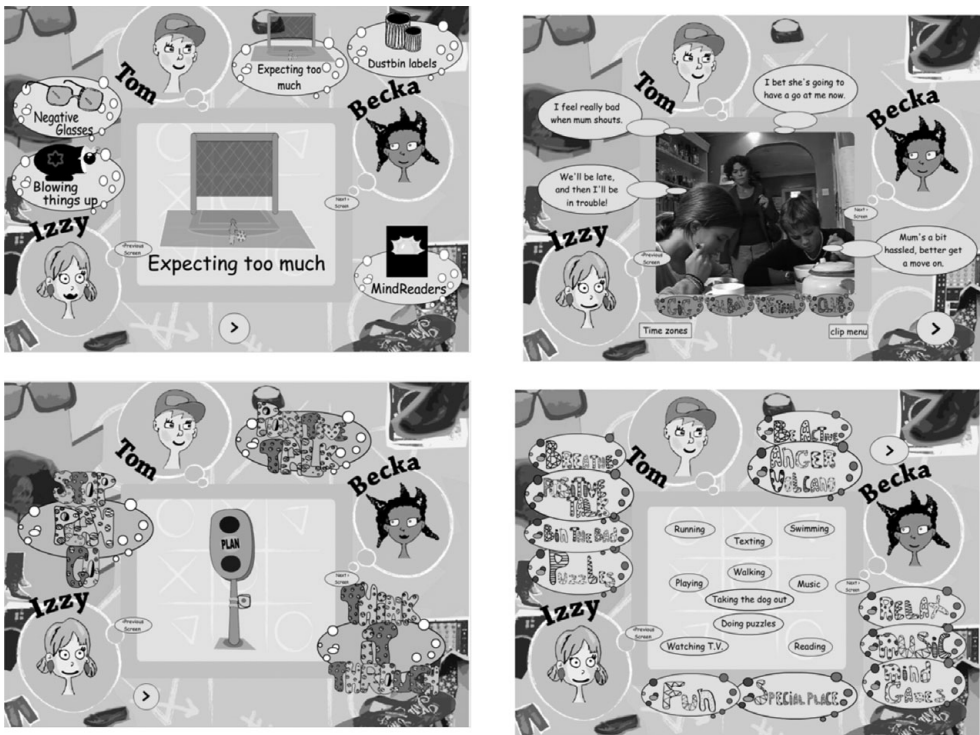 Tom
Expecting too
much
Dustbin labels
Becka
Negative
Glasses
Blowing
things up
Izzy
‹Previous
Screen
Next ›
Screen
Expecting too much
MindReaders
>
Tom
I bet she's going to
have a go at me now.
Becka
I feel really bad
when mum shouts.
We'll be late,
and then I'll be
in trouble!
Next ›
Screen
Izzy
‹Previous
Screen
Mum's a bit
hassled, better get
a move on.
Time zones
clip menu
>
Tom
Becka
PLAN
Izzy
‹Previous
Screen
Next ›
Screen
THINK
IT
>
Tom
BE ACTIVE
ANGER
VOLCANO
>
Becka
BREATHE
POSITIVE
TALK
BIN THE BAD
PUZZLES
Running
Swimming
Texting
Walking
Playing
Music
Taking the dog out
Doing puzzles
Watching T.V.
Reading
Next ›
Screen
Izzy
‹Previous
Screen
RELAX
MUSIC
MIND
GAMES
FUN
SPECIAL PLACE